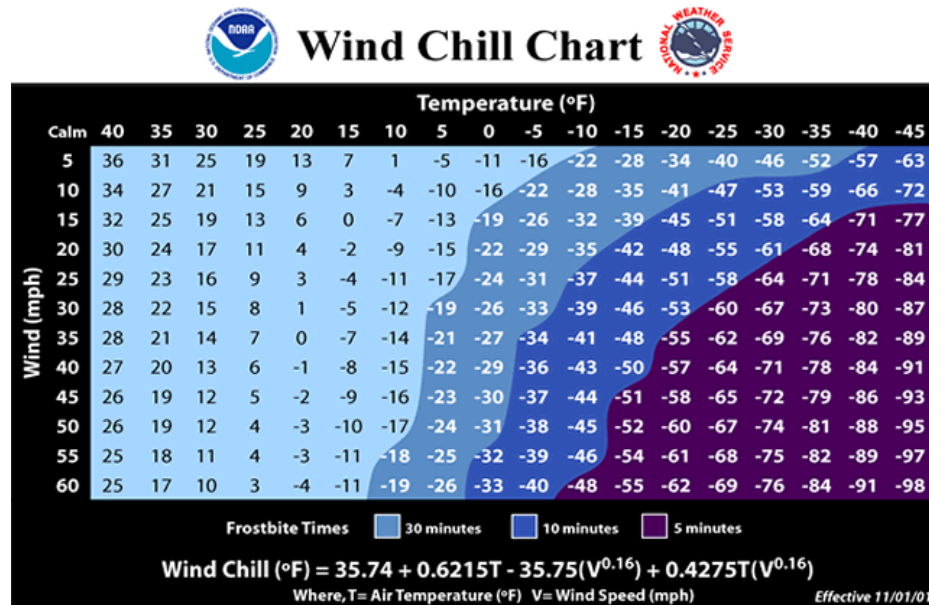 NOAA
Wind Chill Chart
NATIONAL WEATHER SERVICE
Temperature (ºF)
Calm 40 35 30 25 20 15 10 5 0 -5 -10 -15 -20 -25 -30 -35 -40 -45
Wind (mph)
5 36 31 25 19 13 7 1 -5 -11 -16 -22 -28 -34 -40 -46 -52 -57 -63
10 34 27 21 15 9 3 -4 -10 -16 -22 -28 -35 -41 -47 -53 -59 -66 -72
15 32 25 19 13 6 0 -7 -13 -19 -26 -32 -39 -45 -51 -58 -64 -71 -77
20 30 24 17 11 4 -2 -9 -15 -22 -29 -35 -42 -48 -55 -61 -68 -74 -81
25 29 23 16 9 3 -4 -11 -17 -24 -31 -37 -44 -51 -58 -64 -71 -78 -84
30 28 22 15 8 1 -5 -12 -19 -26 -33 -39 -46 -53 -60 -67 -73 -80 -87
35 28 21 14 7 0 -7 -14 -21 -27 -34 -41 -48 -55 -62 -69 -76 -82 -89
40 27 20 13 6 -1 -8 -15 -22 -29 -36 -43 -50 -57 -64 -71 -78 -84 -91
45 26 19 12 5 -2 -9 -16 -23 -30 -37 -44 -51 -58 -65 -72 -79 -86 -93
50 26 19 12 4 -3 -10 -17 -24 -31 -38 -45 -52 -60 -67 -74 -81 -88 -95
55 25 18 11 4 -3 -11 -18 -25 -32 -39 -46 -54 -61 -68 -75 -82 -89 -97
60 25 17 10 3 -4 -11 -19 -26 -33 -40 -48 -55 -62 -69 -76 -84 -91 -98
Frostbite Times 30 minutes 10 minutes 5 minutes
Wind Chill (ºF) = 35.74 + 0.6215T - 35.75(V^0.16) + 0.4275T(V^0.16)
Where, T= Air Temperature (ºF) V= Wind Speed (mph) Effective 11/01/01